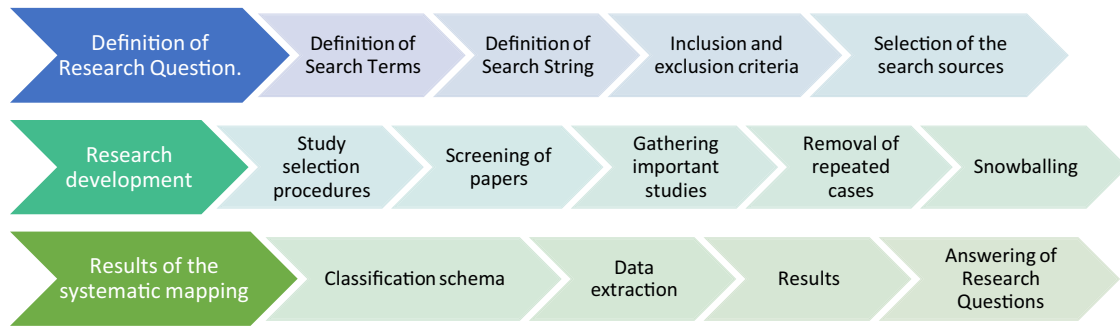 Definition of
Research Question.
Definition of
Search Terms
Definition of
Search String
Inclusion and
exclusion criteria
Selection of the
search sources
Research
development
Study
selection
procedures
Screening of
papers
Gathering
important
studies
Removal of
repeated
cases
Snowballing
Results of the
systematic mapping
Classification schema
Data
extraction
Results
Answering of
Research
Questions